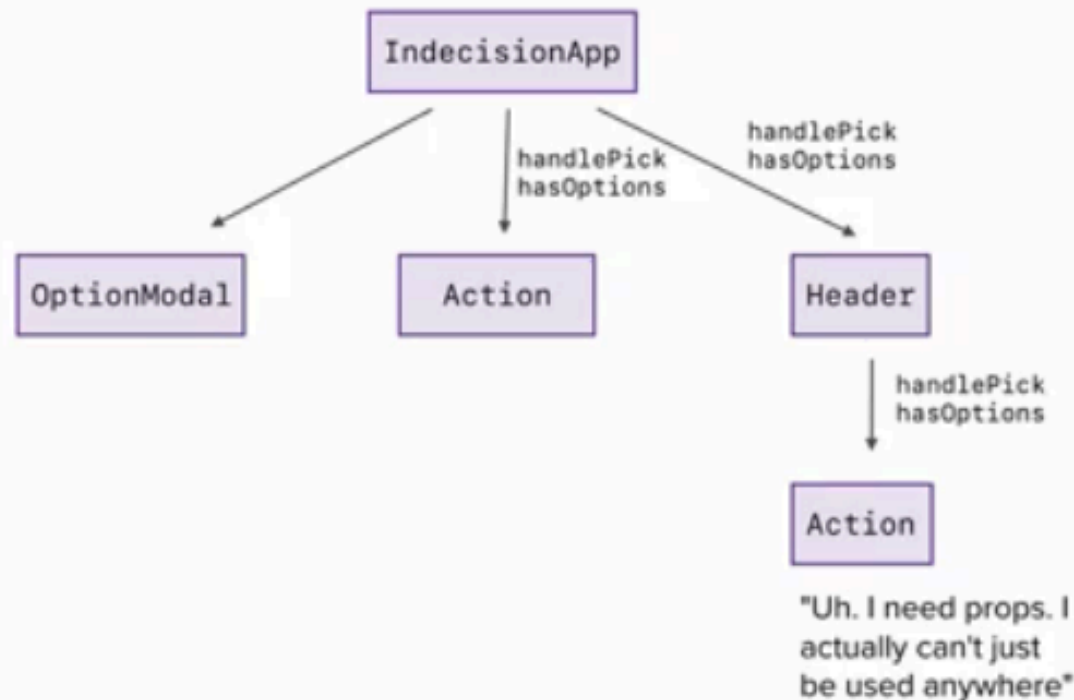 IndecisionApp
handlePick
hasOptions
handlePick
hasOptions
OptionModal
Action
Header
handlePick
hasOptions
Action
"Uh. I need props. I
actually can't just
be used anywhere"